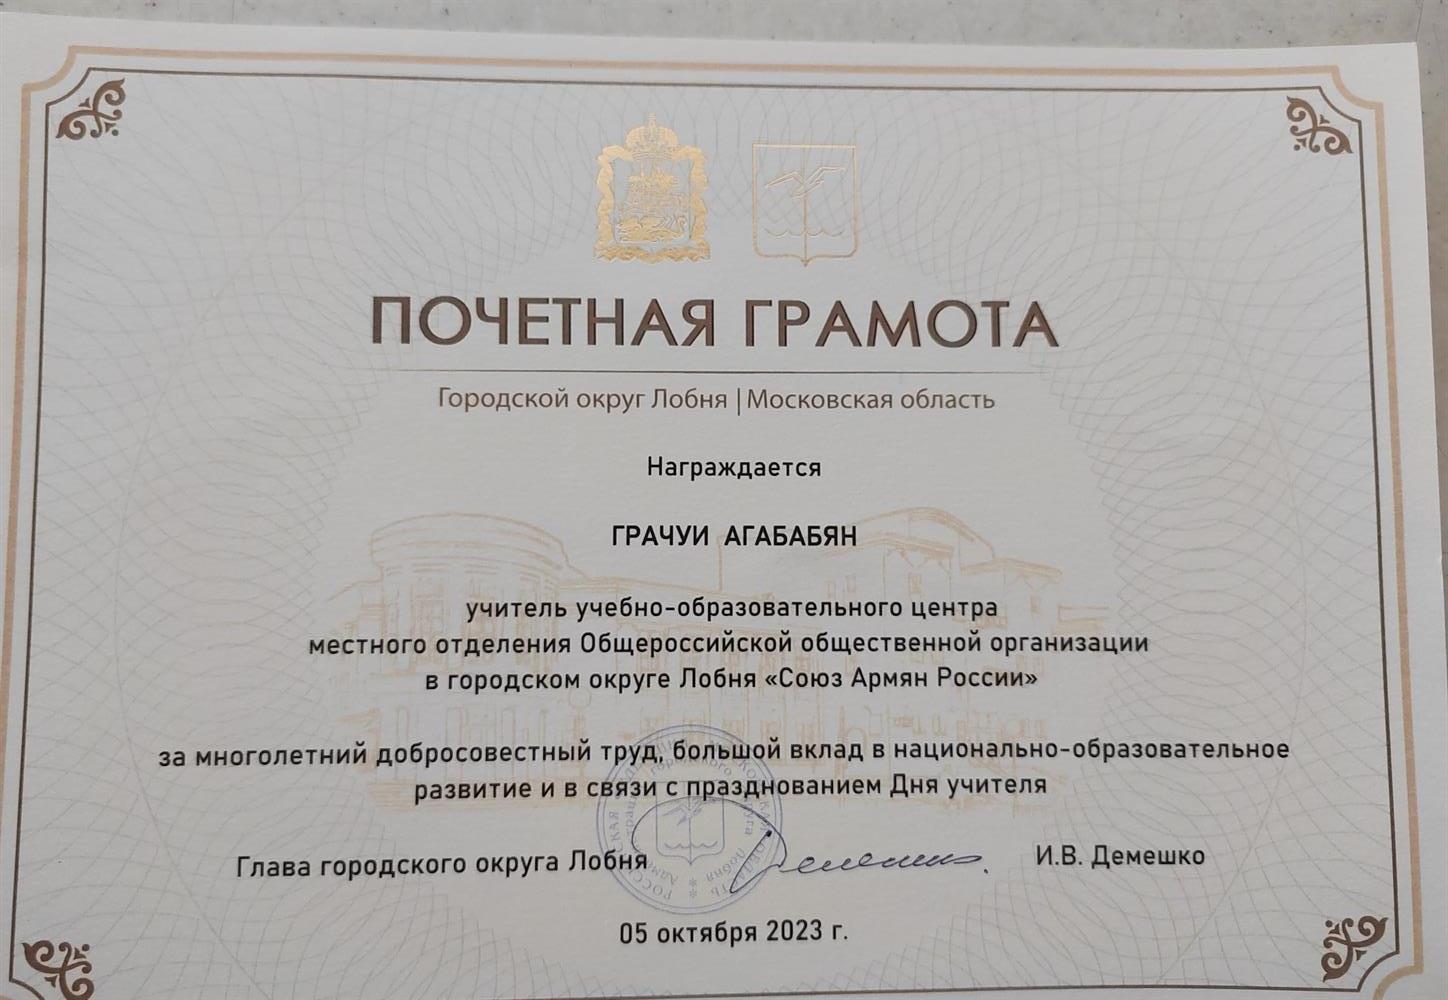 ПОЧЕТНАЯ ГРАМОТА
Городской округ Лобня | Московская область
Награждается
ГРАЧУИ АГАБАБЯН
учитель учебно-образовательного центра
местного отделения Общероссийской общественной организации
в городском округе Лобня «Союз Армян России»
за многолетний добросовестный труд, большой вклад в национально-образовательное
развитие и в связи с празднованием Дня учителя
Глава городского округа Лобня И.В. Демешко
05 октября 2023 г.